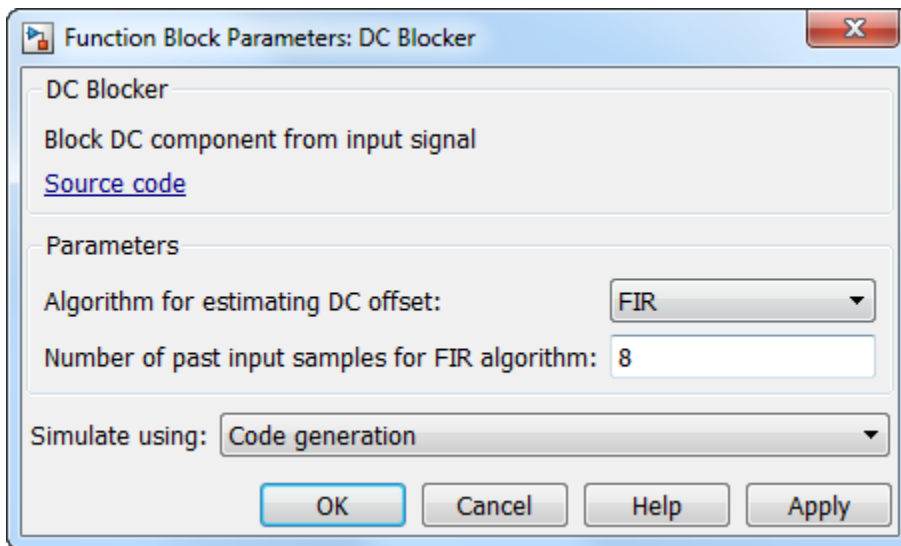 Function Block Parameters: DC Blocker
DC Blocker
Block DC component from input signal
Source code
Parameters
Algorithm for estimating DC offset: FIR
Number of past input samples for FIR algorithm: 8
Simulate using: Code generation
OK Cancel Help Apply